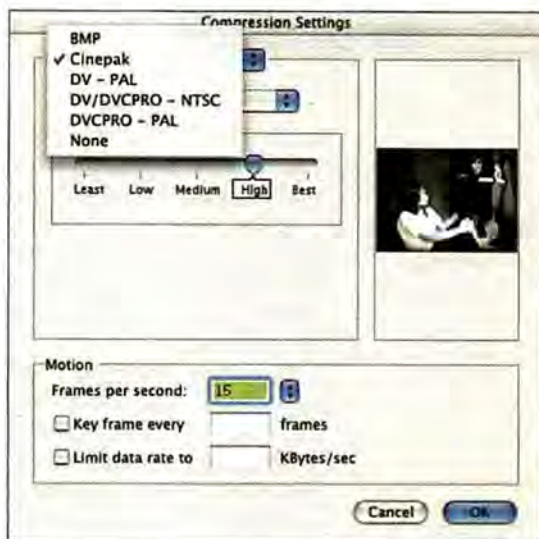 Compression Settings
BMP
✓ Cinepak
DV - PAL
DV/DVCPRO - NTSC
DVCPRO - PAL
None
Least Low Medium High Best
Motion
Frames per second: 15
Key frame every frames
Limit data rate to KBytes/sec
Cancel OK